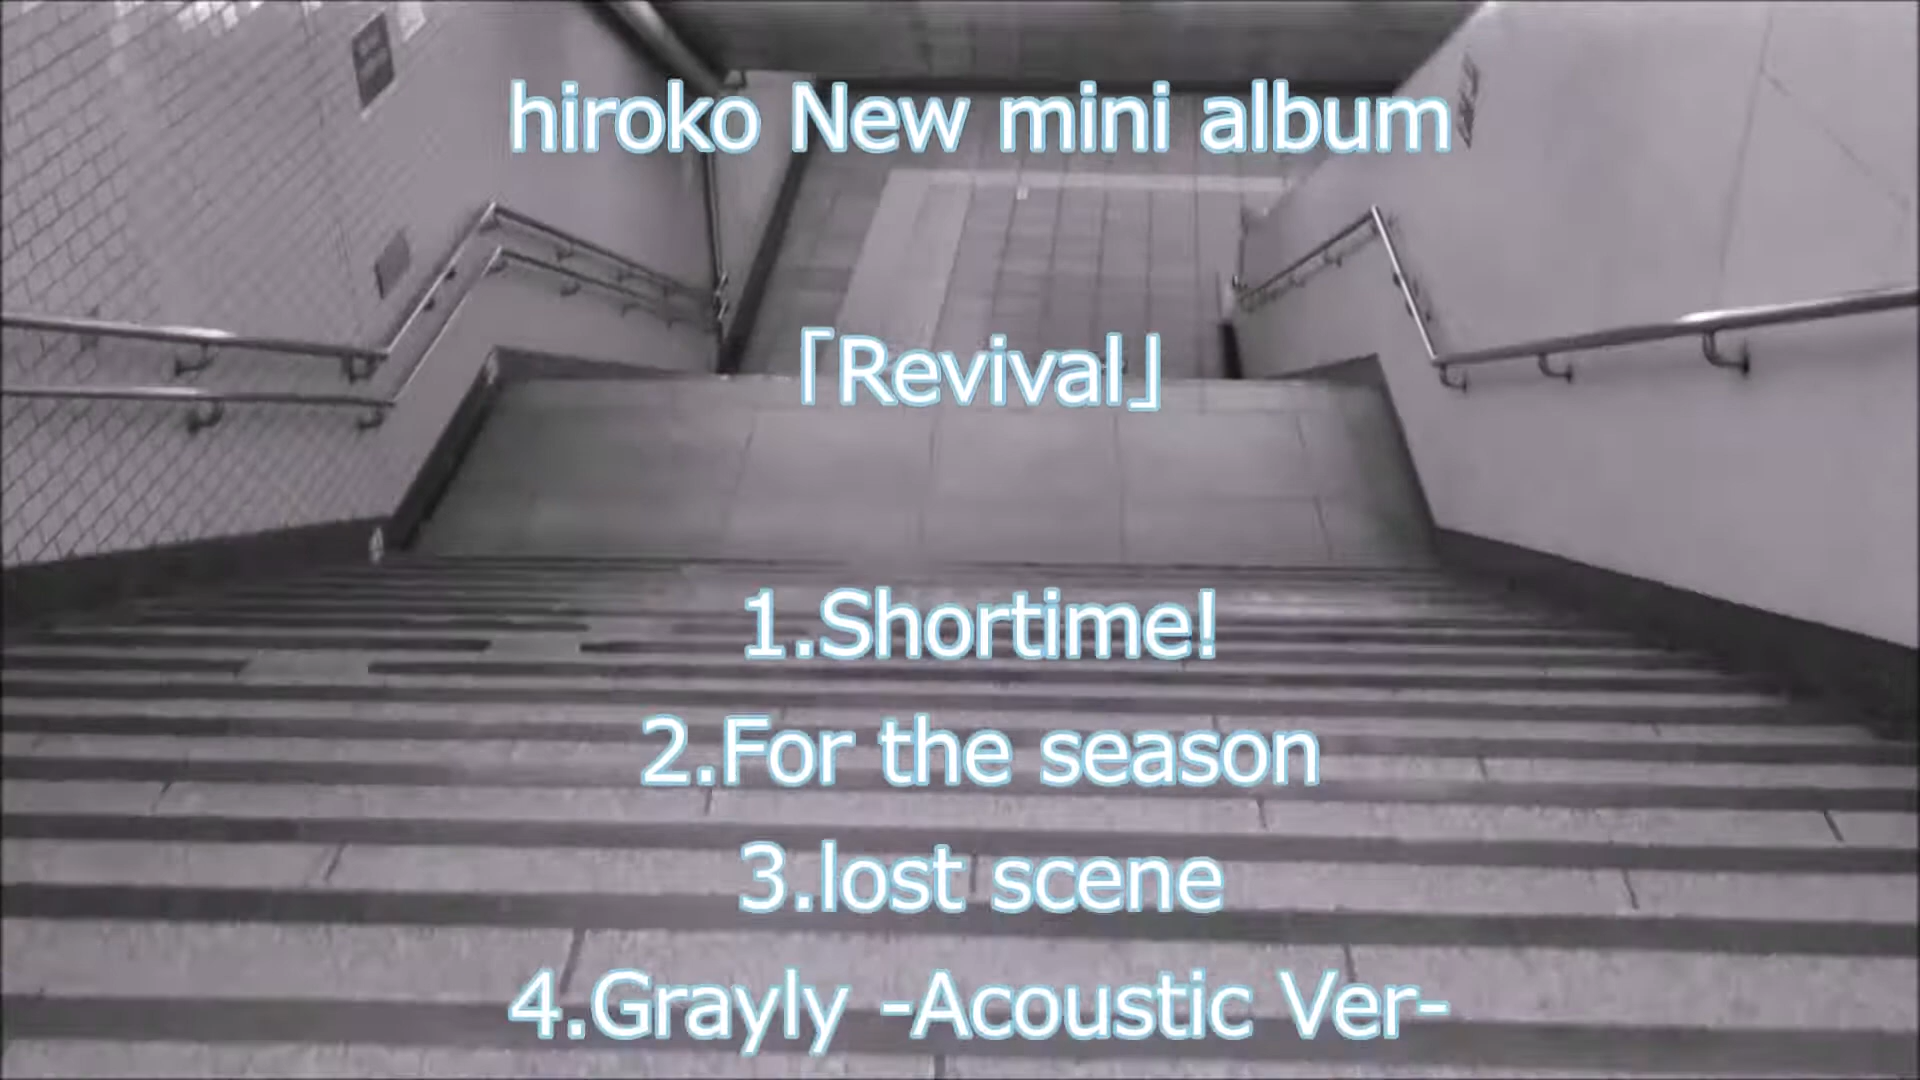 hiroko New mini album
「Revival」
1.Shortime!
2.For the season
3.lost scene
4.Grayly -Acoustic Ver-